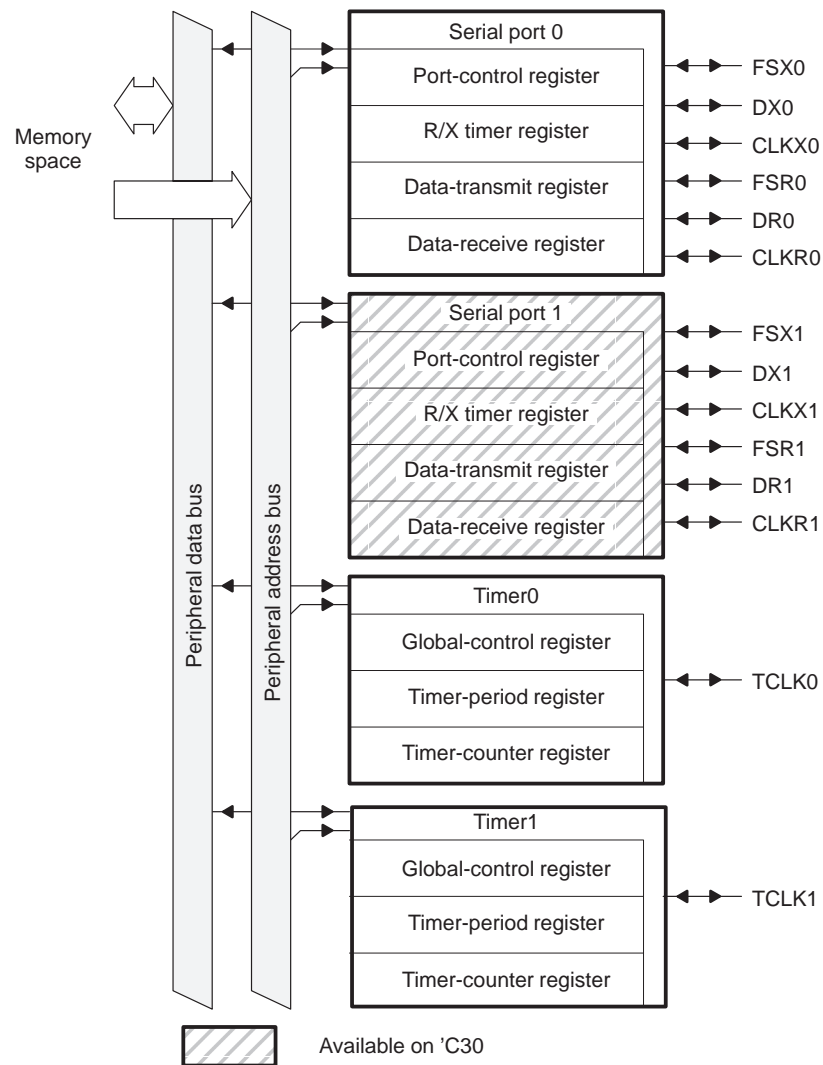 Memory
space
Peripheral data bus
Peripheral address bus
Serial port 0
Port-control register
R/X timer register
Data-transmit register
Data-receive register
FSX0
DX0
CLKX0
FSR0
DR0
CLKR0
Serial port 1
Port-control register
R/X timer register
Data-transmit register
Data-receive register
FSX1
DX1
CLKX1
FSR1
DR1
CLKR1
Timer0
Global-control register
Timer-period register
Timer-counter register
TCLK0
Timer1
Global-control register
Timer-period register
Timer-counter register
TCLK1
Available on ’C30